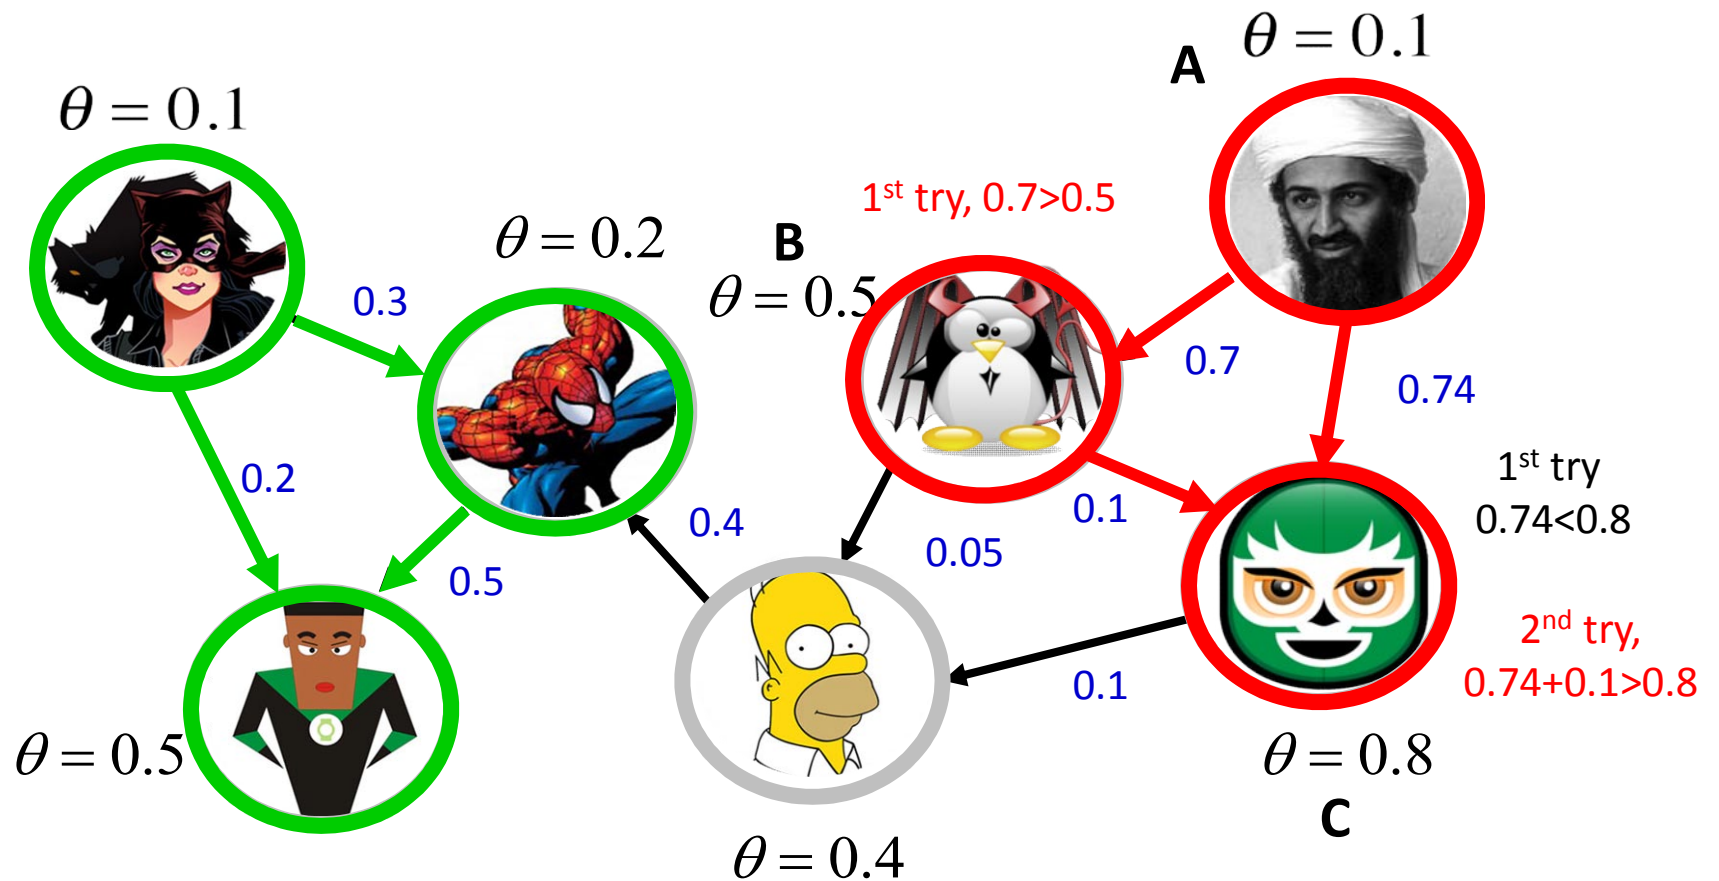 A
θ = 0.1
θ = 0.1
1st try, 0.7>0.5
θ = 0.2
B
θ = 0.5
0.3
0.7
0.74
0.2
1st try
0.74<0.8
0.1
0.4
0.05
0.5
2nd try,
0.74+0.1>0.8
0.1
θ = 0.5
θ = 0.8
C
θ = 0.4